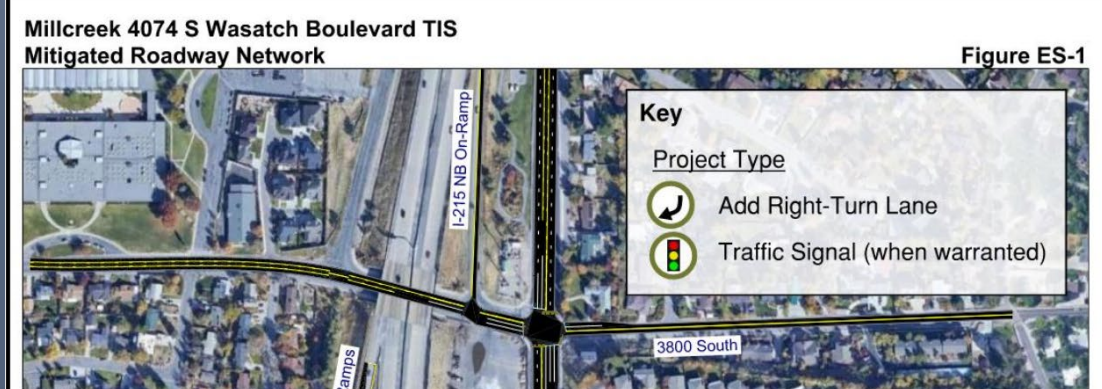 Millcreek 4074 S Wasatch Boulevard TIS
Mitigated Roadway Network
Figure ES-1
Key
Project Type
Add Right-Turn Lane
Traffic Signal (when warranted)
I-215 NB On-Ramp
3800 South
amps